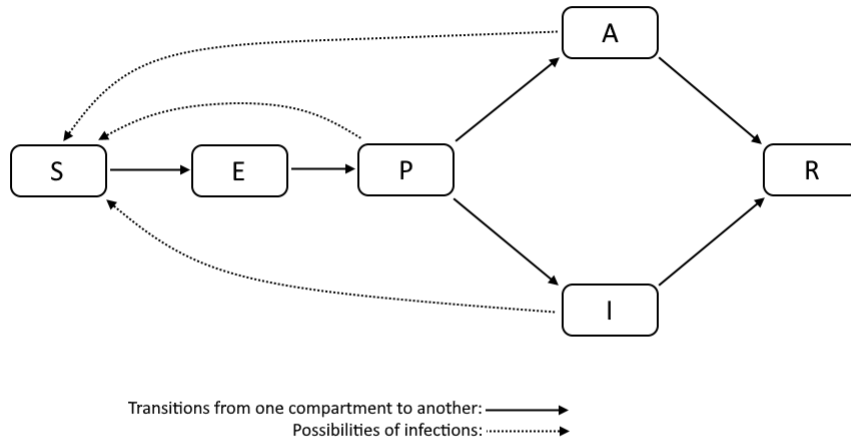 A
S
E
P
R
I
Transitions from one compartment to another:
Possibilities of infections: